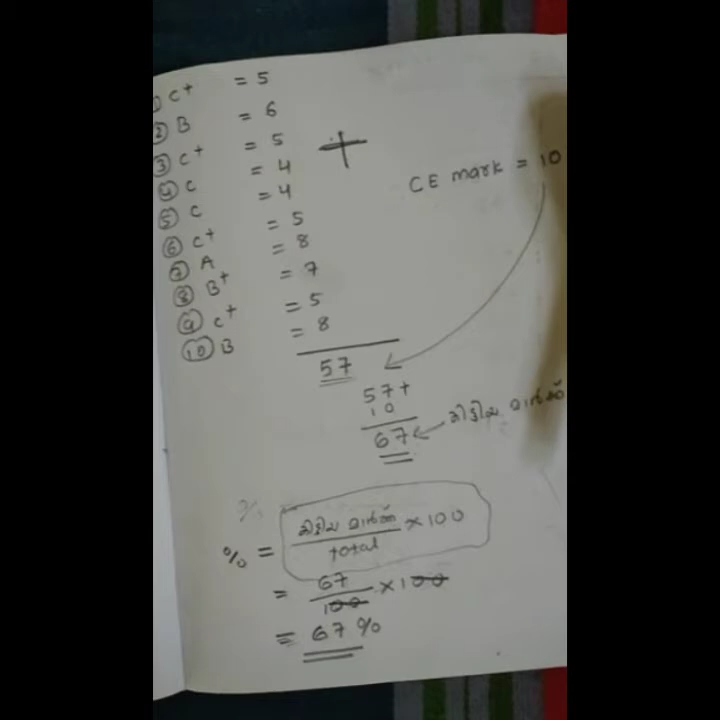 ① C+ = 5
② B = 6
③ C+ = 5
④ C = 4
⑤ C = 4
⑥ C+ = 5
⑦ A = 8
⑧ B+ = 7
⑨ C+ = 5
⑩ B = 8
+
CE mark = 10
57
57+
10
67
കിട്ടിയ മാർക്ക്
%
% = കിട്ടിയ മാർക്ക് / total × 100
= 67 / 100 × 100
= 67 %